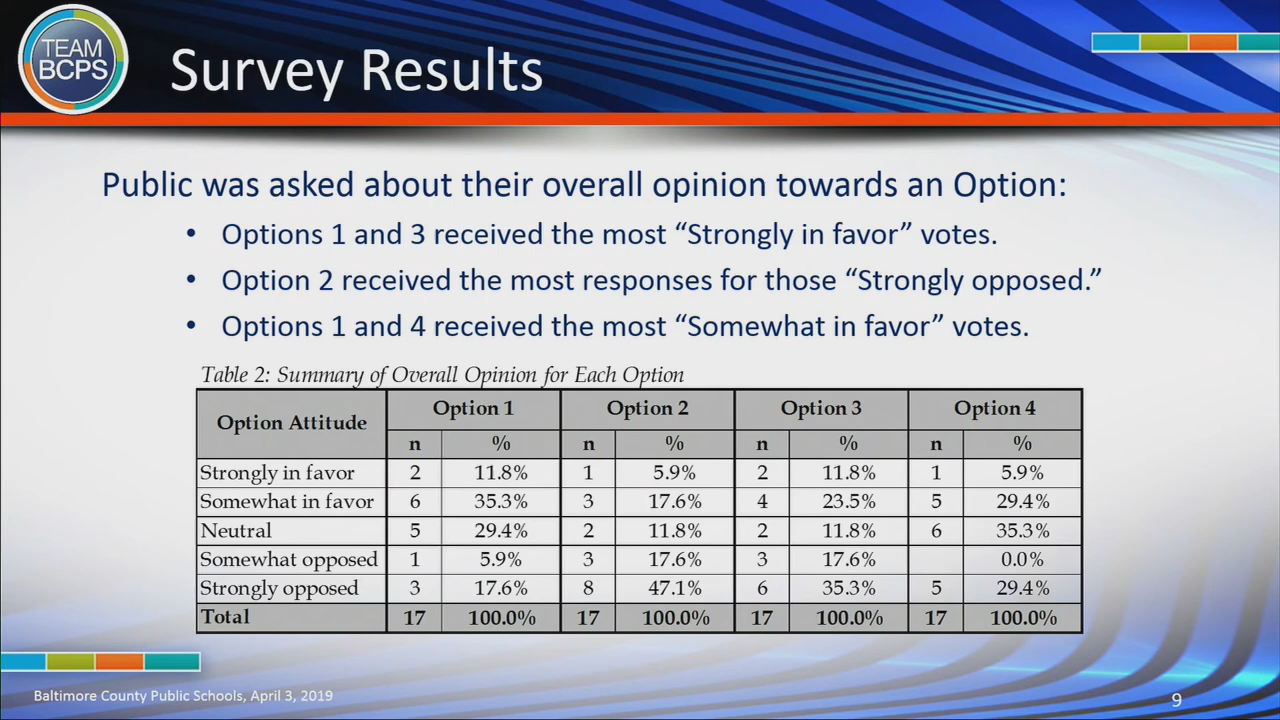 TEAM
BCPS
Survey Results
Public was asked about their overall opinion towards an Option:
• Options 1 and 3 received the most “Strongly in favor” votes.
• Option 2 received the most responses for those “Strongly opposed.”
• Options 1 and 4 received the most “Somewhat in favor” votes.
Table 2: Summary of Overall Opinion for Each Option
Option Attitude Option 1 Option 2 Option 3 Option 4
n % n % n % n %
Strongly in favor 2 11.8% 1 5.9% 2 11.8% 1 5.9%
Somewhat in favor 6 35.3% 3 17.6% 4 23.5% 5 29.4%
Neutral 5 29.4% 2 11.8% 2 11.8% 6 35.3%
Somewhat opposed 1 5.9% 3 17.6% 3 17.6% 0.0%
Strongly opposed 3 17.6% 8 47.1% 6 35.3% 5 29.4%
Total 17 100.0% 17 100.0% 17 100.0% 17 100.0%
Baltimore County Public Schools, April 3, 2019
9